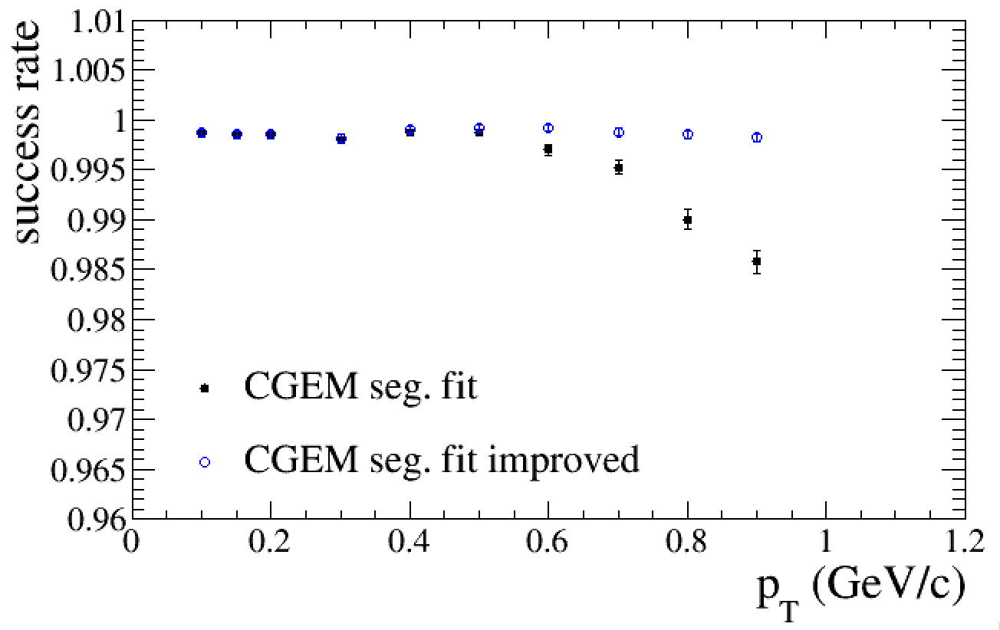 success rate
1.01
1.005
1
0.995
0.99
0.985
0.98
0.975
0.97
0.965
0.96
CGEM seg. fit
CGEM seg. fit improved
0 0.2 0.4 0.6 0.8 1 1.2
p_T (GeV/c)